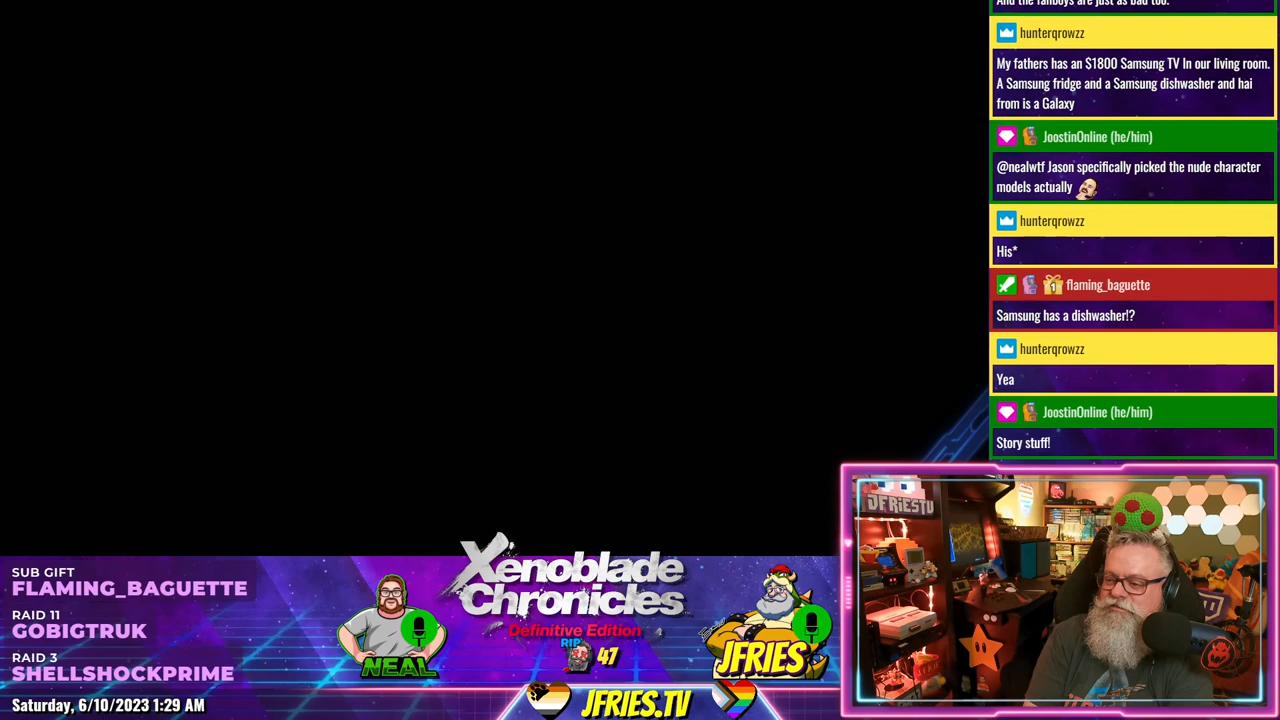 And the fanboys are just as bad too.
hunterqrowzz
My fathers has an $1800 Samsung TV In our living room.
A Samsung fridge and a Samsung dishwasher and hai
from is a Galaxy
JoostinOnline (he/him)
@nealwtf Jason specifically picked the nude character
models actually
hunterqrowzz
His*
flaming_baguette
Samsung has a dishwasher!?
hunterqrowzz
Yea
JoostinOnline (he/him)
Story stuff!
JFRIESTV
SUB GIFT
FLAMING_BAGUETTE
RAID 11
GOBIGTRUK
RAID 3
SHELLSHOCKPRIME
Saturday, 6/10/2023 1:29 AM
NEAL
Xenoblade
Chronicles
Definitive Edition
RIP
47
JFRIES
JFRIES.TV